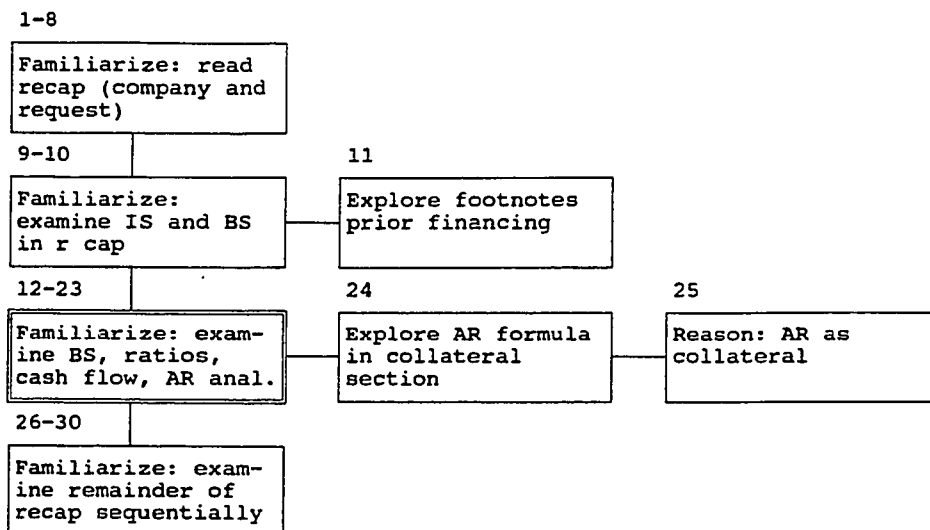 1-8
Familiarize: read
recap (company and
request)
9-10
11
Familiarize:
examine IS and BS
in r cap
Explore footnotes
prior financing
12-23
24
25
Familiarize: exam-
ine BS, ratios,
cash flow, AR anal.
Explore AR formula
in collateral
section
Reason: AR as
collateral
26-30
Familiarize: exam-
ine remainder of
recap sequentially